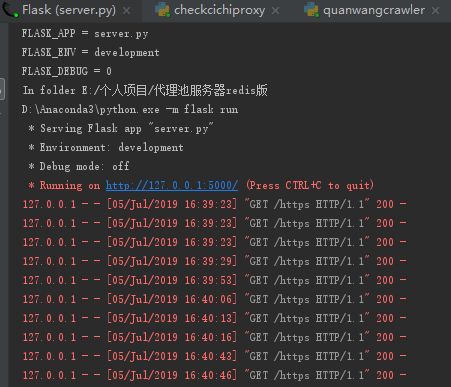 Flask (server.py) checkcichiproxy quanwangcrawler
FLASK_APP = server.py
FLASK_ENV = development
FLASK_DEBUG = 0
In folder E:/个人项目/代理池服务器redis版
D:\Anaconda3\python.exe -m flask run
* Serving Flask app "server.py"
* Environment: development
* Debug mode: off
* Running on http://127.0.0.1:5000/ (Press CTRL+C to quit)
127.0.0.1 - - [05/Jul/2019 16:39:23] "GET /https HTTP/1.1" 200 -
127.0.0.1 - - [05/Jul/2019 16:39:23] "GET /https HTTP/1.1" 200 -
127.0.0.1 - - [05/Jul/2019 16:39:29] "GET /https HTTP/1.1" 200 -
127.0.0.1 - - [05/Jul/2019 16:39:29] "GET /https HTTP/1.1" 200 -
127.0.0.1 - - [05/Jul/2019 16:39:53] "GET /https HTTP/1.1" 200 -
127.0.0.1 - - [05/Jul/2019 16:40:06] "GET /https HTTP/1.1" 200 -
127.0.0.1 - - [05/Jul/2019 16:40:13] "GET /https HTTP/1.1" 200 -
127.0.0.1 - - [05/Jul/2019 16:40:16] "GET /https HTTP/1.1" 200 -
127.0.0.1 - - [05/Jul/2019 16:40:43] "GET /https HTTP/1.1" 200 -
127.0.0.1 - - [05/Jul/2019 16:40:46] "GET /https HTTP/1.1" 200 -